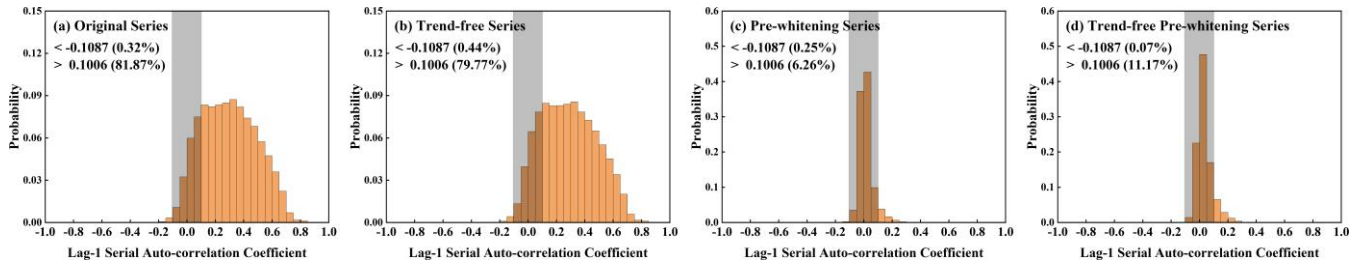 (a) Original Series
< -0.1087 (0.32%)
> 0.1006 (81.87%)
Probability
0.15
0.12
0.09
0.06
0.03
0.00
-1.0 -0.8 -0.6 -0.4 -0.2 0.0 0.2 0.4 0.6 0.8 1.0
Lag-1 Serial Auto-correlation Coefficient
(b) Trend-free Series
< -0.1087 (0.44%)
> 0.1006 (79.77%)
Probability
0.15
0.12
0.09
0.06
0.03
0.00
-1.0 -0.8 -0.6 -0.4 -0.2 0.0 0.2 0.4 0.6 0.8 1.0
Lag-1 Serial Auto-correlation Coefficient
(c) Pre-whitening Series
< -0.1087 (0.25%)
> 0.1006 (6.26%)
Probability
0.6
0.5
0.4
0.3
0.2
0.1
0.0
-1.0 -0.8 -0.6 -0.4 -0.2 0.0 0.2 0.4 0.6 0.8 1.0
Lag-1 Serial Auto-correlation Coefficient
(d) Trend-free Pre-whitening Series
< -0.1087 (0.07%)
> 0.1006 (11.17%)
Probability
0.6
0.5
0.4
0.3
0.2
0.1
0.0
-1.0 -0.8 -0.6 -0.4 -0.2 0.0 0.2 0.4 0.6 0.8 1.0
Lag-1 Serial Auto-correlation Coefficient